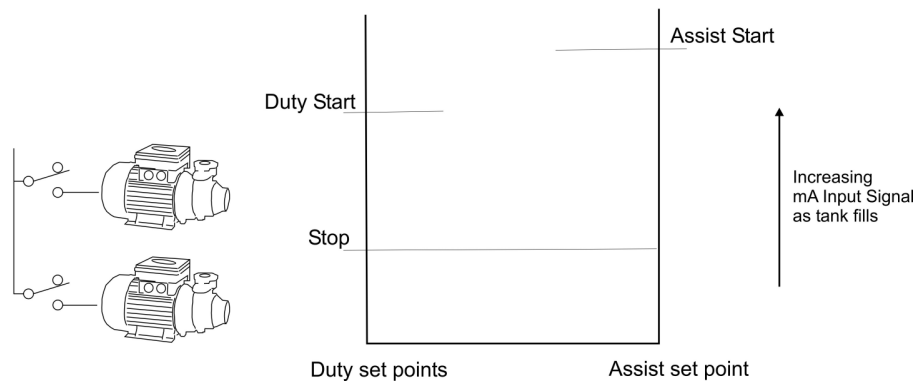 Assist Start
Duty Start
Increasing
mA Input Signal
as tank fills
Stop
Duty set points
Assist set point